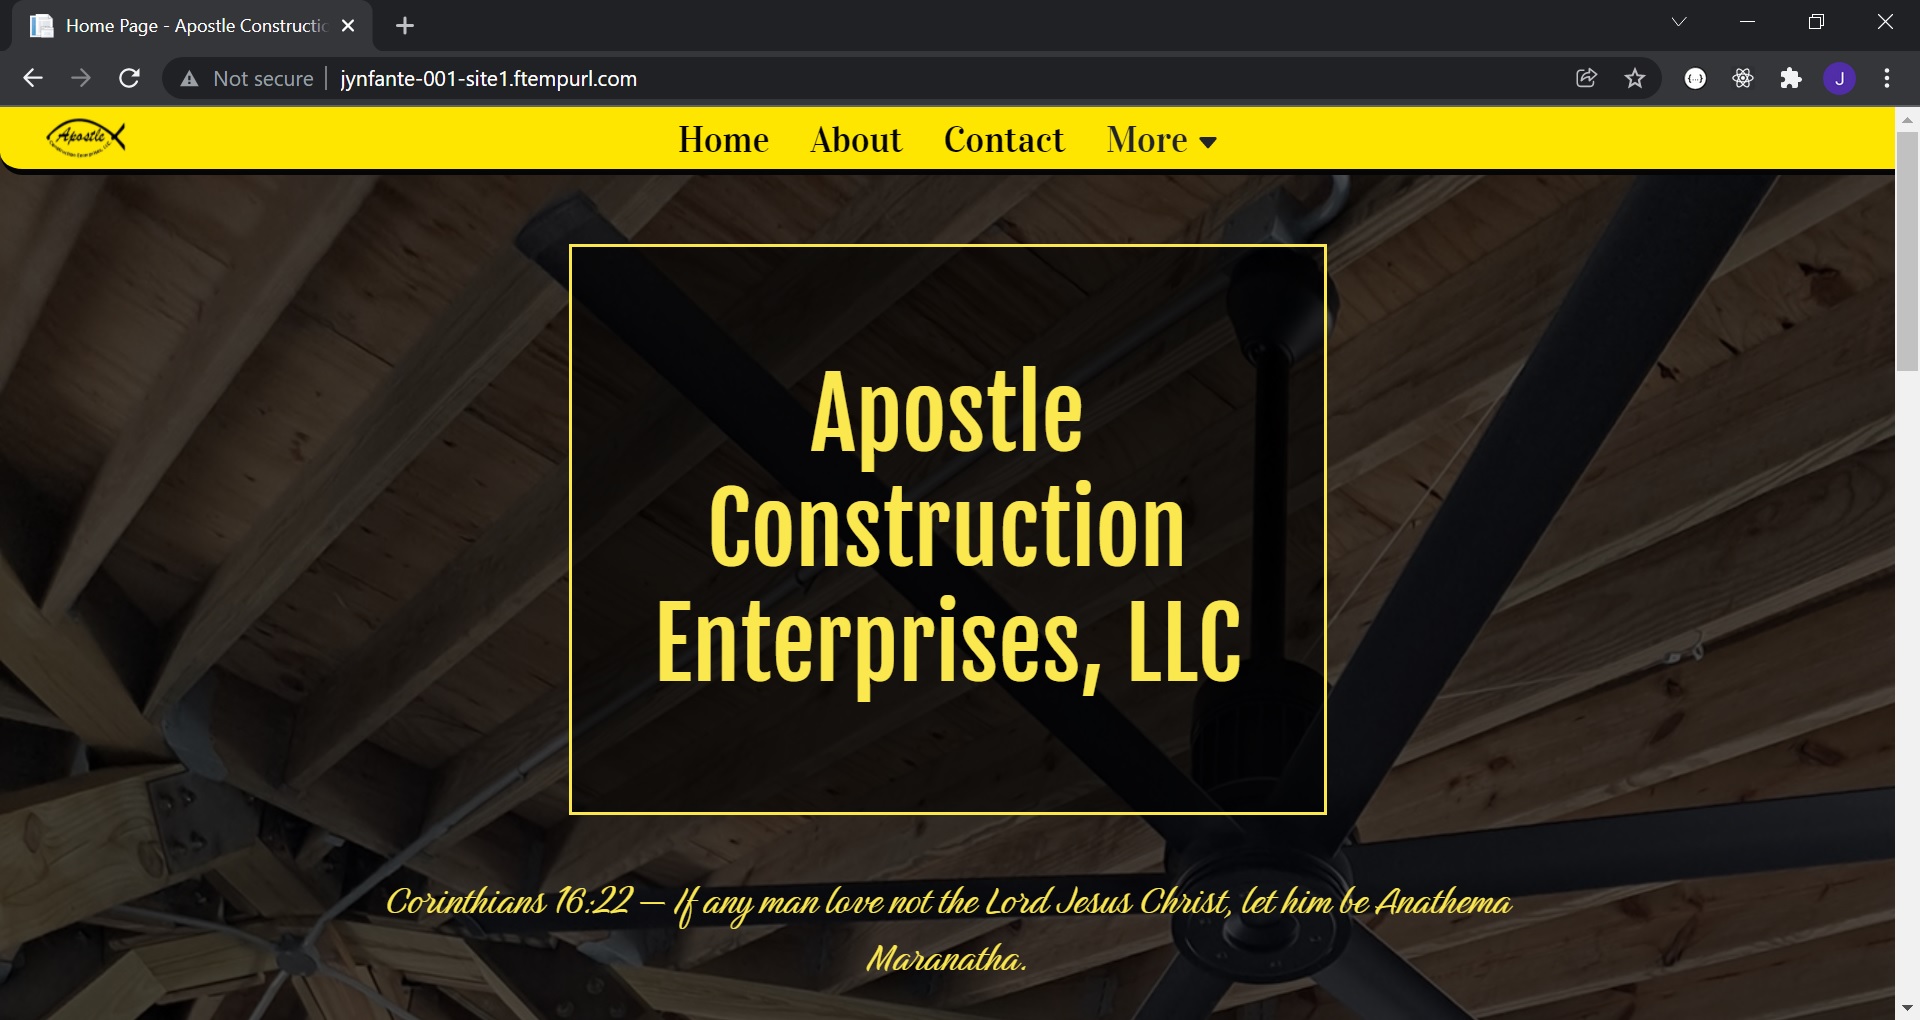 Home Page - Apostle Constructio
Not secure
jynfante-001-site1.ftempurl.com
J
Apostle
Home About Contact More
Apostle
Construction
Enterprises, LLC
Corinthians 16:22 – If any man love not the Lord Jesus Christ, let him be Anathema
Maranatha.